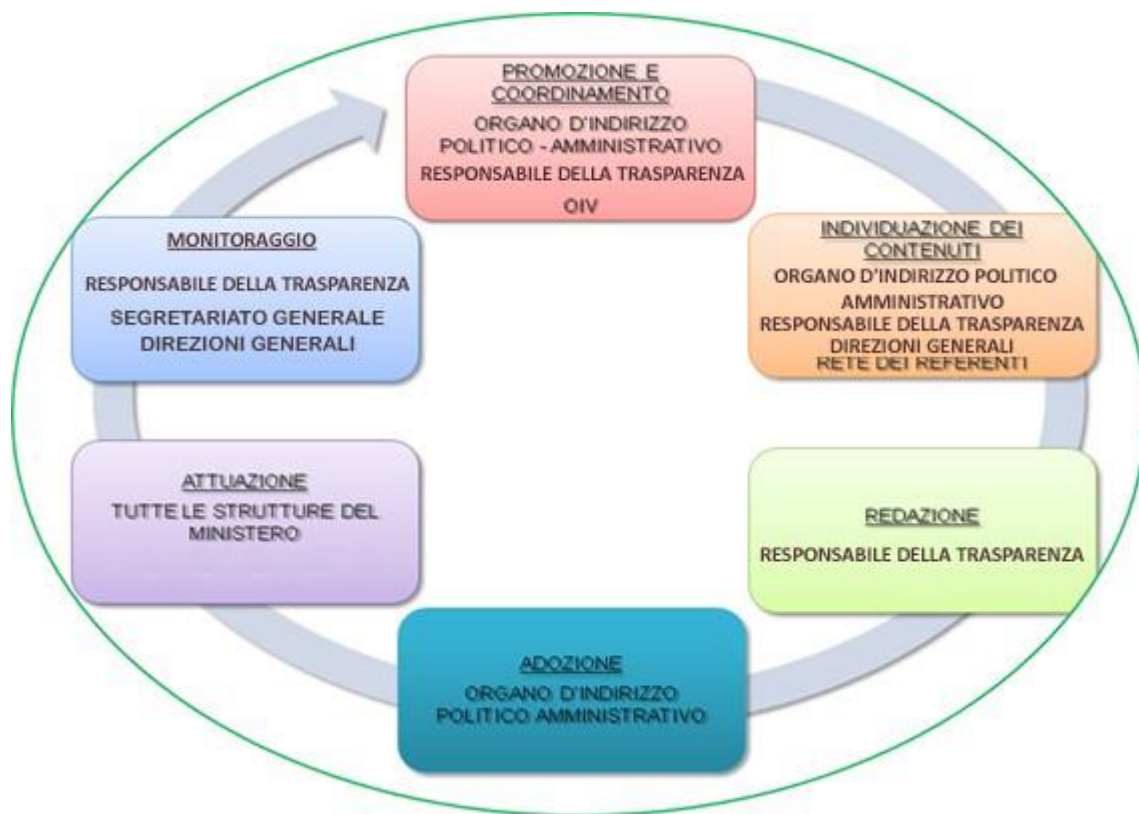 PROMOZIONE E
COORDINAMENTO
ORGANO D'INDIRIZZO
POLITICO - AMMINISTRATIVO
RESPONSABILE DELLA TRASPARENZA
OIV
INDIVIDUAZIONE DEI
CONTENUTI
ORGANO D'INDIRIZZO POLITICO
AMMINISTRATIVO
RESPONSABILE DELLA TRASPARENZA
DIREZIONI GENERALI
RETE DEI REFERENTI
REDAZIONE
RESPONSABILE DELLA TRASPARENZA
ADOZIONE
ORGANO D'INDIRIZZO
POLITICO AMMINISTRATIVO
ATTUAZIONE
TUTTE LE STRUTTURE DEL
MINISTERO
MONITORAGGIO
RESPONSABILE DELLA TRASPARENZA
SEGRETARIATO GENERALE
DIREZIONI GENERALI